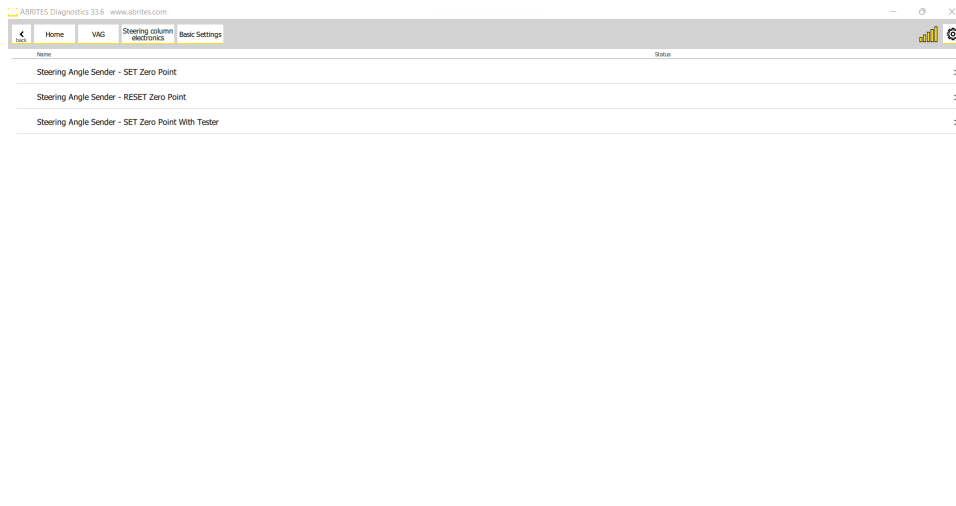 ABRITES Diagnostics 33.6 www.abrites.com
back
Home
VAG
Steering column
electronics
Basic Settings
Name
Status
Steering Angle Sender - SET Zero Point
Steering Angle Sender - RESET Zero Point
Steering Angle Sender - SET Zero Point With Tester